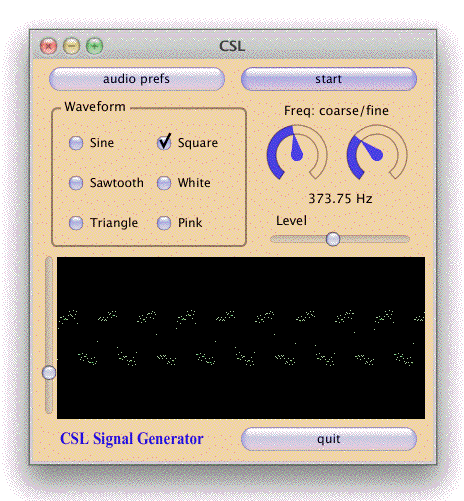 CSL
audio prefs
start
Waveform
Sine
Square
Sawtooth
White
Triangle
Pink
Freq: coarse/fine
373.75 Hz
Level
CSL Signal Generator
quit